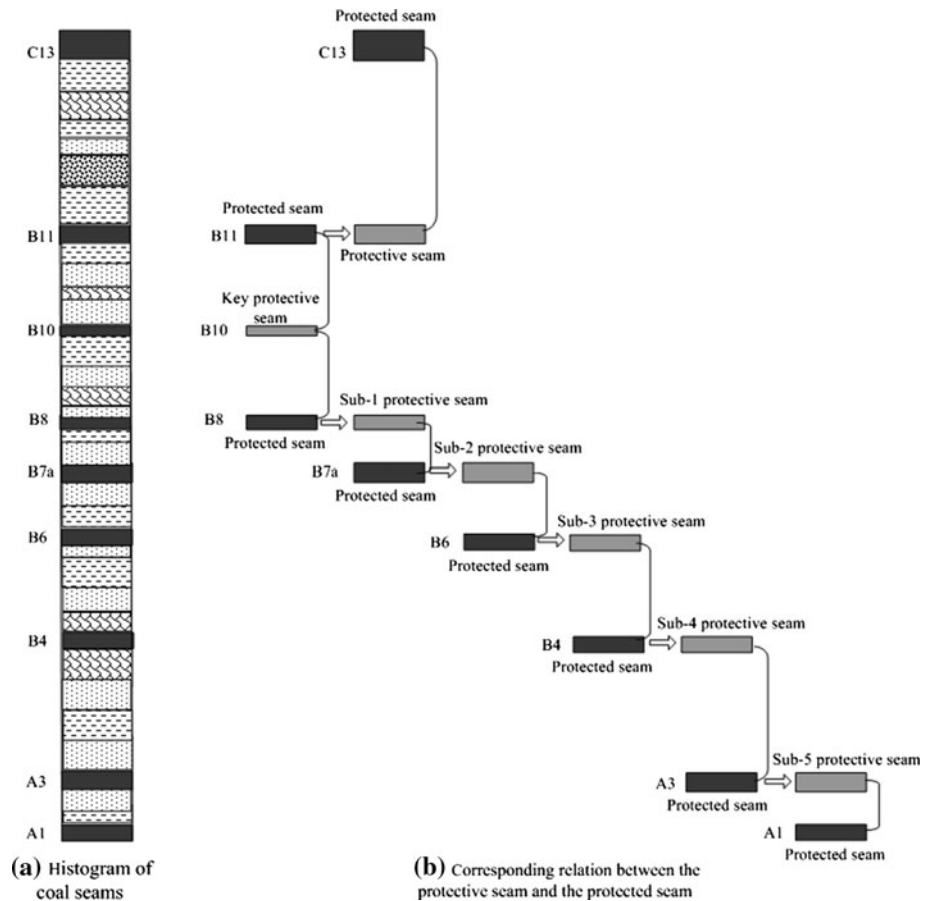 C13
B11
B10
B8
B7a
B6
B4
A3
A1
(a) Histogram of
coal seams
Protected seam
C13
Protected seam
B11
Protective seam
Key protective
seam
B10
B8
Sub-1 protective seam
Protected seam
Sub-2 protective seam
B7a
Protected seam
Sub-3 protective seam
B6
Protected seam
Sub-4 protective seam
B4
Protected seam
Sub-5 protective seam
A3
Protected seam
A1
Protected seam
(b) Corresponding relation between the
protective seam and the protected seam